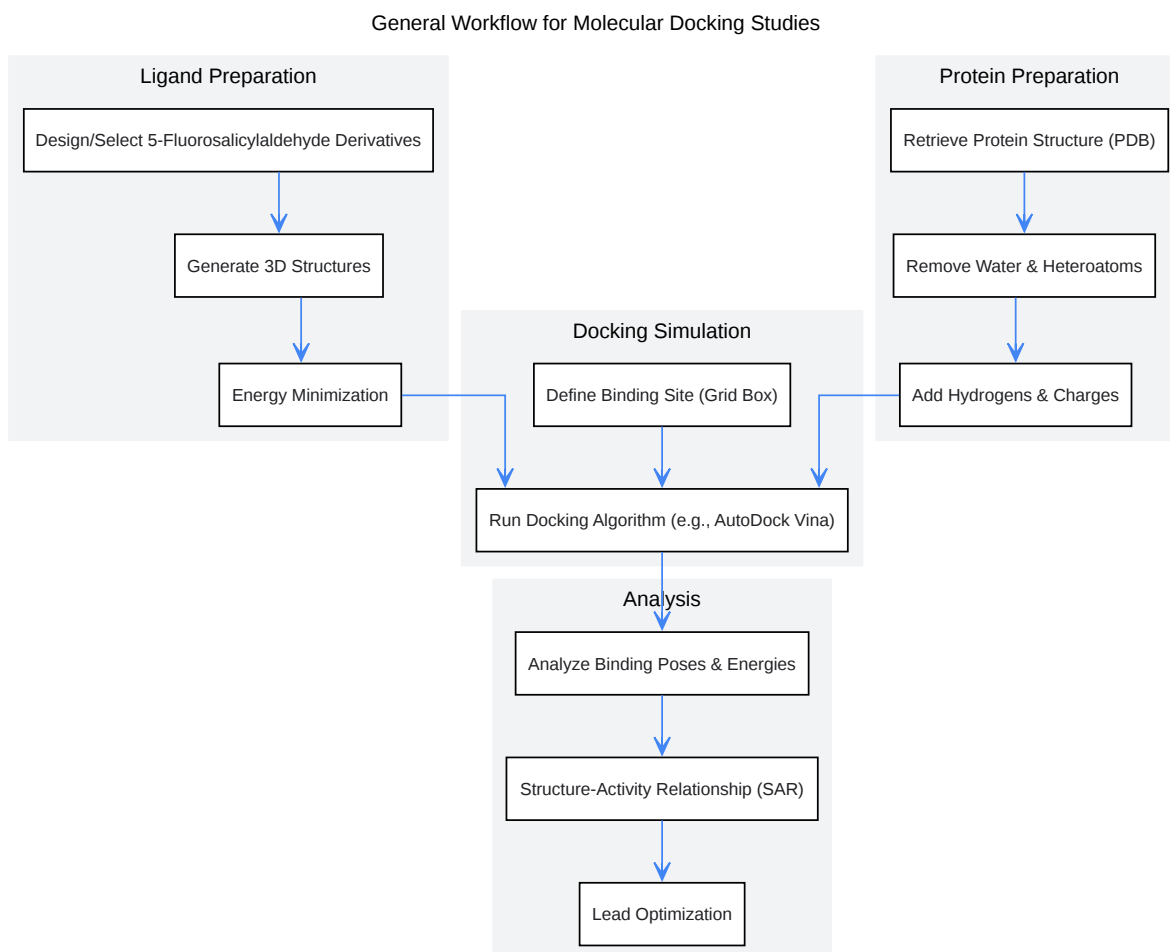 General Workflow for Molecular Docking Studies
Ligand Preparation
Design/Select 5-Fluorosalicylaldehyde Derivatives
Generate 3D Structures
Energy Minimization
Protein Preparation
Retrieve Protein Structure (PDB)
Remove Water & Heteroatoms
Add Hydrogens & Charges
Docking Simulation
Define Binding Site (Grid Box)
Run Docking Algorithm (e.g., AutoDock Vina)
Analysis
Analyze Binding Poses & Energies
Structure-Activity Relationship (SAR)
Lead Optimization